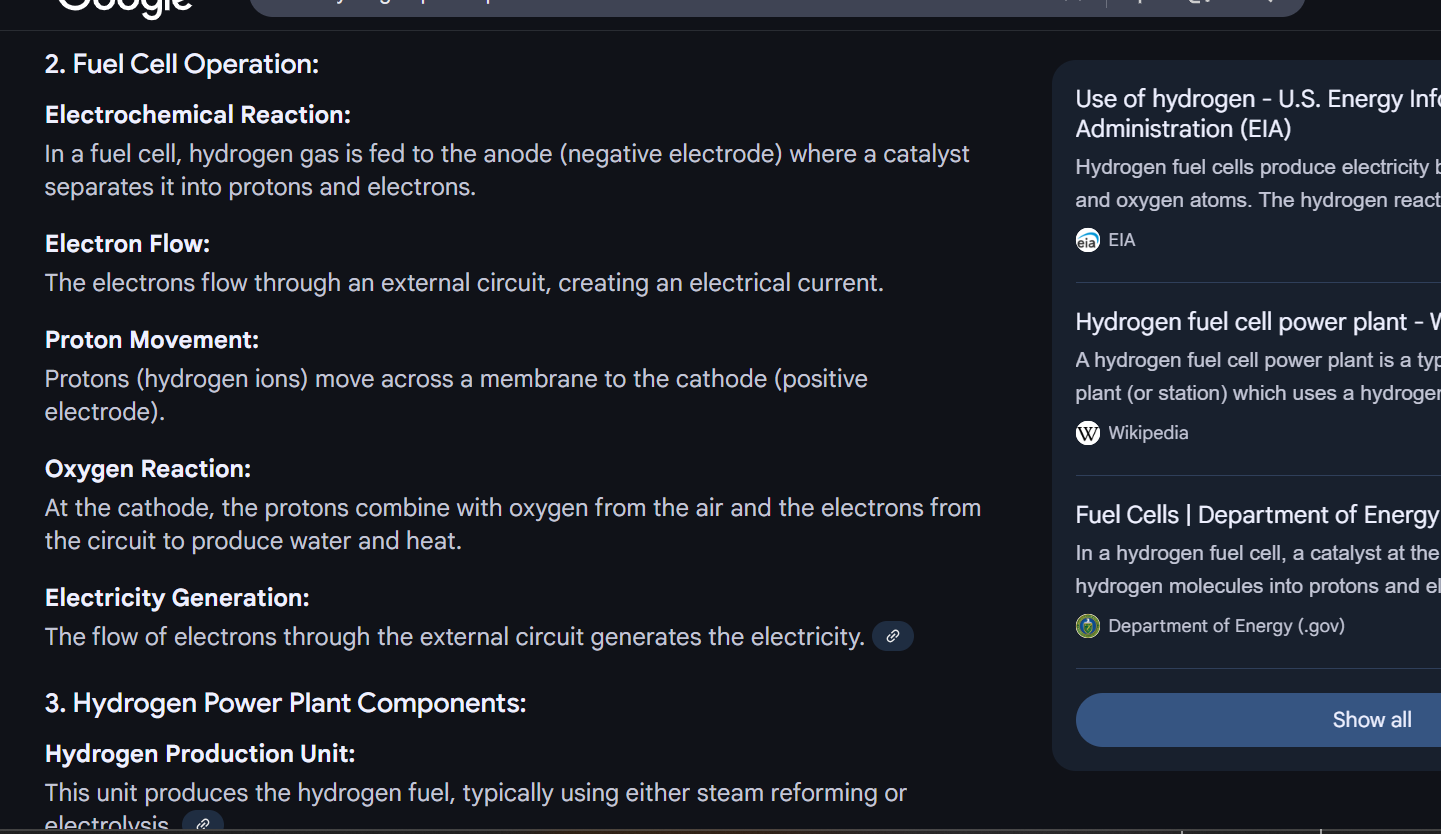 Google
2. Fuel Cell Operation:
Electrochemical Reaction:
In a fuel cell, hydrogen gas is fed to the anode (negative electrode) where a catalyst
separates it into protons and electrons.
Electron Flow:
The electrons flow through an external circuit, creating an electrical current.
Proton Movement:
Protons (hydrogen ions) move across a membrane to the cathode (positive
electrode).
Oxygen Reaction:
At the cathode, the protons combine with oxygen from the air and the electrons from
the circuit to produce water and heat.
Electricity Generation:
The flow of electrons through the external circuit generates the electricity.
3. Hydrogen Power Plant Components:
Hydrogen Production Unit:
This unit produces the hydrogen fuel, typically using either steam reforming or
electrolysis.
Use of hydrogen - U.S. Energy Info
Administration (EIA)
Hydrogen fuel cells produce electricity b
and oxygen atoms. The hydrogen react
eia EIA
Hydrogen fuel cell power plant - W
A hydrogen fuel cell power plant is a typ
plant (or station) which uses a hydroger
W Wikipedia
Fuel Cells | Department of Energy
In a hydrogen fuel cell, a catalyst at the
hydrogen molecules into protons and el
Department of Energy (.gov)
Show all